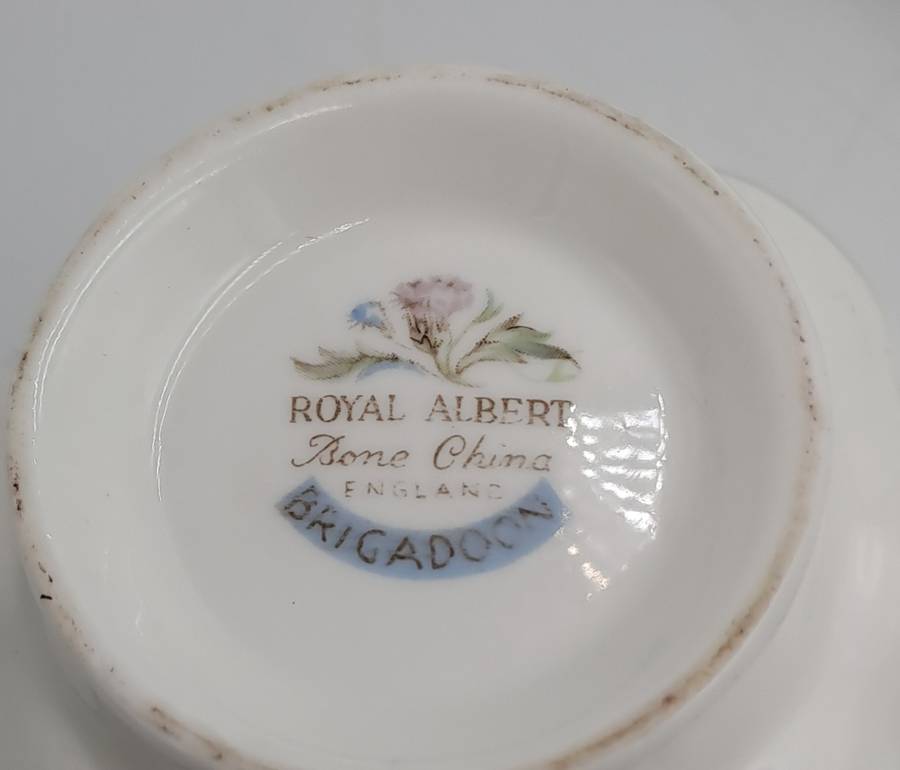 ROYAL ALBERT
Bone China
ENGLAND
BRIGADOON